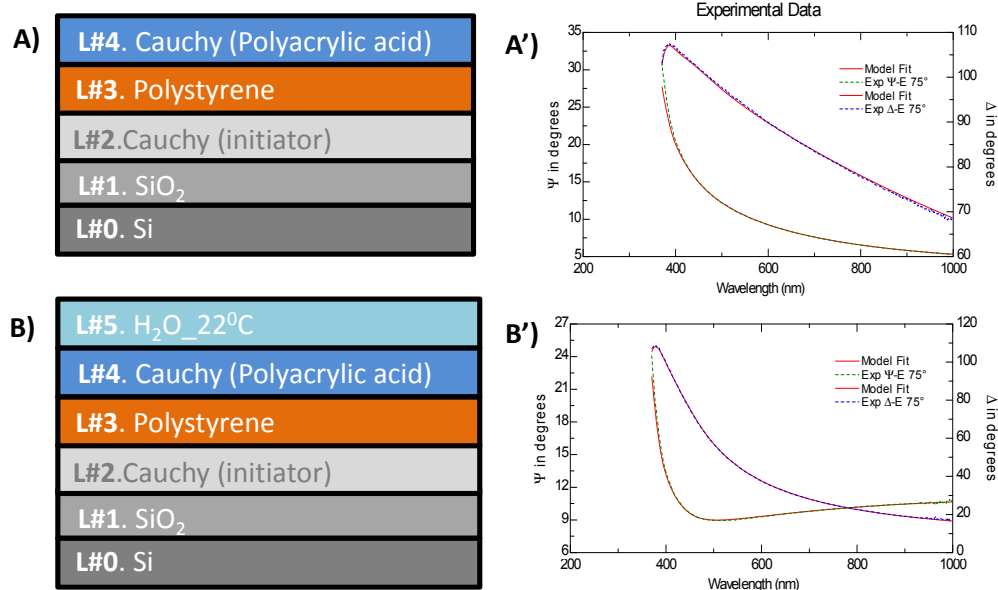 A)
L#4. Cauchy (Polyacrylic acid)
L#3. Polystyrene
L#2.Cauchy (initiator)
L#1. SiO₂
L#0. Si
Experimental Data
A’)
35
30
25
20
15
10
5
Ψ in degrees
110
100
90
80
70
60
Δ in degrees
Model Fit
Exp Ψ-E 75°
Model Fit
Exp Δ-E 75°
200 400 600 800 1000
Wavelength (nm)
B)
L#5. H₂O_22⁰C
L#4. Cauchy (Polyacrylic acid)
L#3. Polystyrene
L#2.Cauchy (initiator)
L#1. SiO₂
L#0. Si
B’)
27
24
21
18
15
12
9
6
Ψ in degrees
120
100
80
60
40
20
0
Δ in degrees
Model Fit
Exp Ψ-E 75°
Model Fit
Exp Δ-E 75°
200 400 600 800 1000
Wavelength (nm)